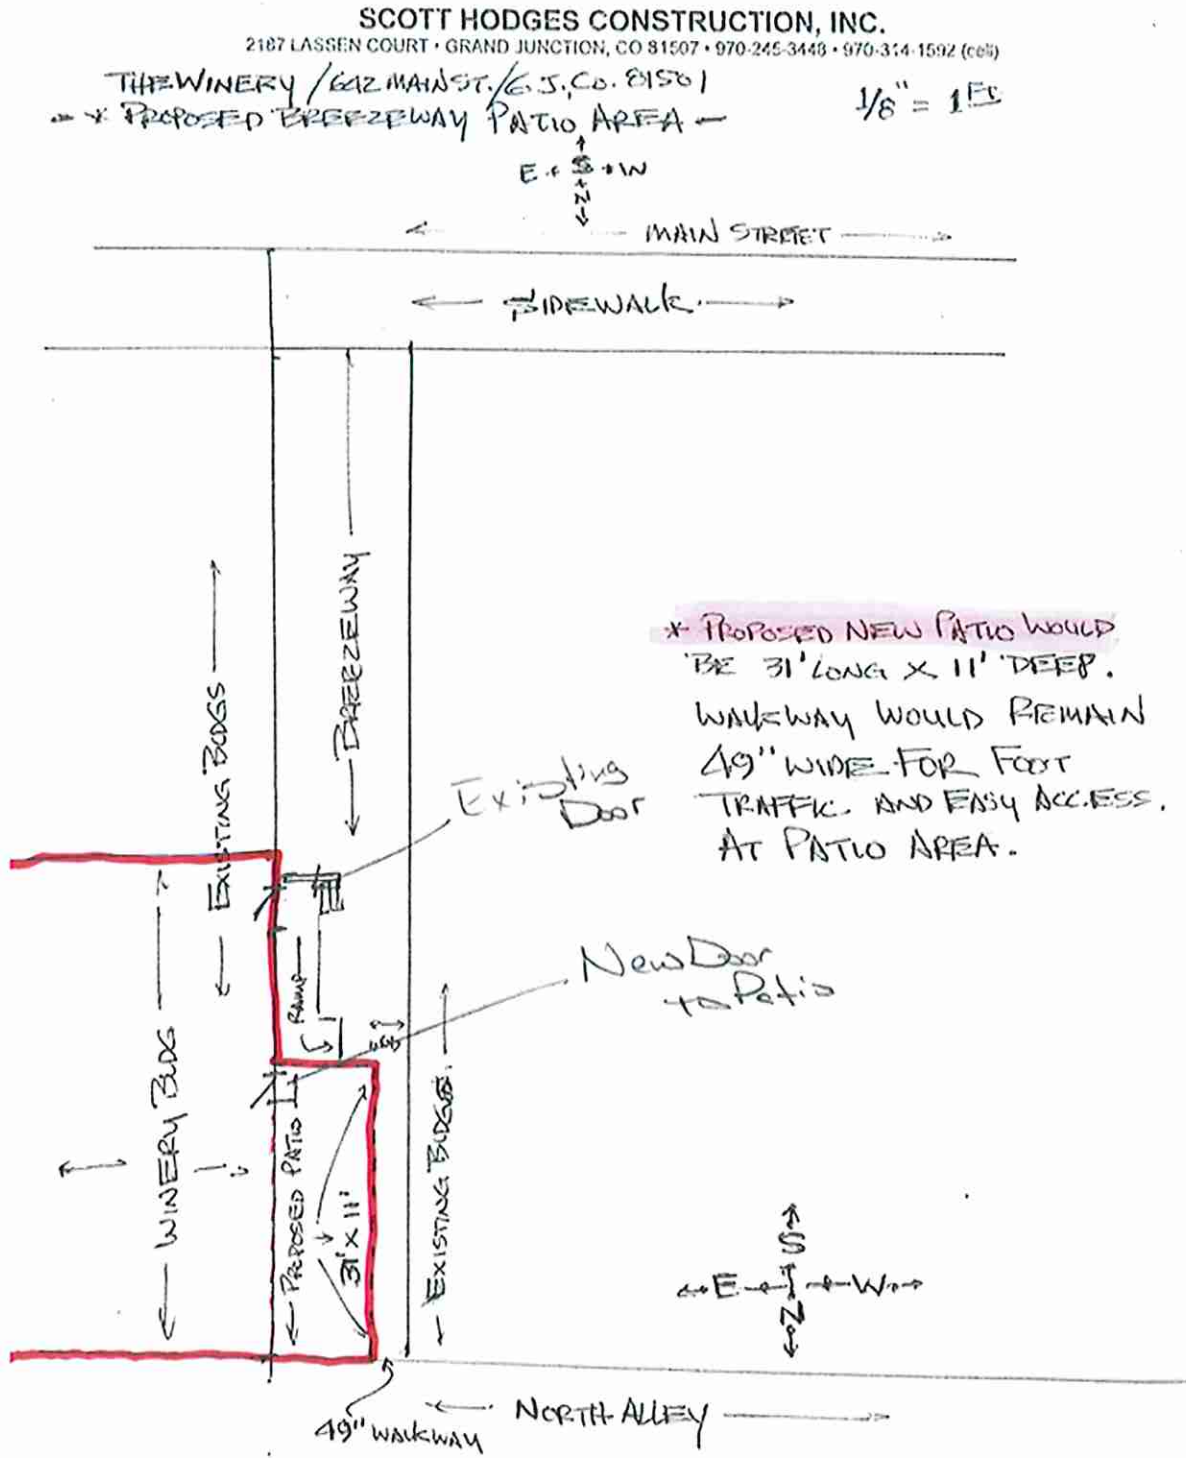 SCOTT HODGES CONSTRUCTION, INC.
2187 LASSEN COURT • GRAND JUNCTION, CO 81507 • 970-245-3448 • 970-314-1592 (cell)
THE WINERY / 642 MAIN ST. / G.J., CO. 81501
1/8" = 1 Ft
* PROPOSED BREEZEWAY PATIO AREA
E S W
N
MAIN STREET
SIDEWALK
BREEZEWAY
EXISTING BLDGS
* PROPOSED NEW PATIO WOULD
BE 31' LONG X 11' DEEP.
WALKWAY WOULD REMAIN
49" WIDE FOR FOOT
TRAFFIC AND EASY ACCESS.
AT PATIO AREA.
Existing
Door
RAMP
New Door
to Patio
WINERY BLDG
PROPOSED PATIO
31' X 11'
EXISTING BLDGS
S
E W
N
49" WALKWAY
NORTH ALLEY